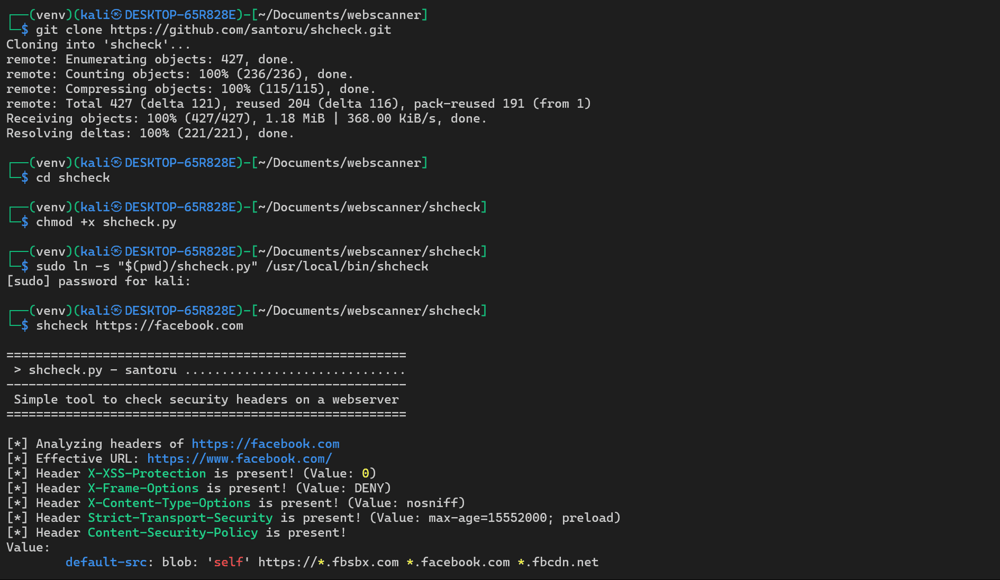 ┌──(venv)(kali㉿DESKTOP-65R828E)-[~/Documents/webscanner]
└─$ git clone https://github.com/santoru/shcheck.git
Cloning into 'shcheck'...
remote: Enumerating objects: 427, done.
remote: Counting objects: 100% (236/236), done.
remote: Compressing objects: 100% (115/115), done.
remote: Total 427 (delta 121), reused 204 (delta 116), pack-reused 191 (from 1)
Receiving objects: 100% (427/427), 1.18 MiB | 368.00 KiB/s, done.
Resolving deltas: 100% (221/221), done.

┌──(venv)(kali㉿DESKTOP-65R828E)-[~/Documents/webscanner]
└─$ cd shcheck

┌──(venv)(kali㉿DESKTOP-65R828E)-[~/Documents/webscanner/shcheck]
└─$ chmod +x shcheck.py

┌──(venv)(kali㉿DESKTOP-65R828E)-[~/Documents/webscanner/shcheck]
└─$ sudo ln -s "$(pwd)/shcheck.py" /usr/local/bin/shcheck
[sudo] password for kali:

┌──(venv)(kali㉿DESKTOP-65R828E)-[~/Documents/webscanner/shcheck]
└─$ shcheck https://facebook.com

======================================================
 > shcheck.py - santoru ..............................
------------------------------------------------------
 Simple tool to check security headers on a webserver
======================================================

[*] Analyzing headers of https://facebook.com
[*] Effective URL: https://www.facebook.com/
[*] Header X-XSS-Protection is present! (Value: 0)
[*] Header X-Frame-Options is present! (Value: DENY)
[*] Header X-Content-Type-Options is present! (Value: nosniff)
[*] Header Strict-Transport-Security is present! (Value: max-age=15552000; preload)
[*] Header Content-Security-Policy is present!
Value:
        default-src: blob: 'self' https://*.fbsbx.com *.facebook.com *.fbcdn.net